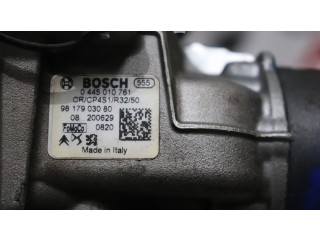 BOSCH 555
0 445 010 761
CR/CP4S1/R32/50
98 179 030 80
08 200629
FoMoCo 0820
Made in Italy